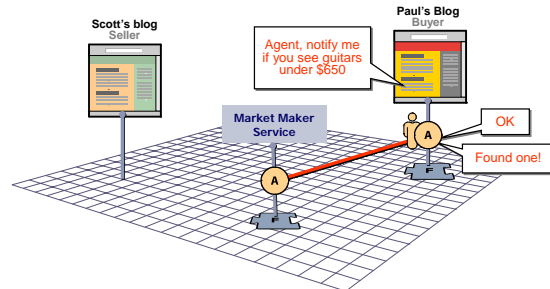 Scott's blog
Seller
Paul's Blog
Buyer
Agent, notify me
if you see guitars
under $650
Market Maker
Service
OK
A
Found one!
A
F
F